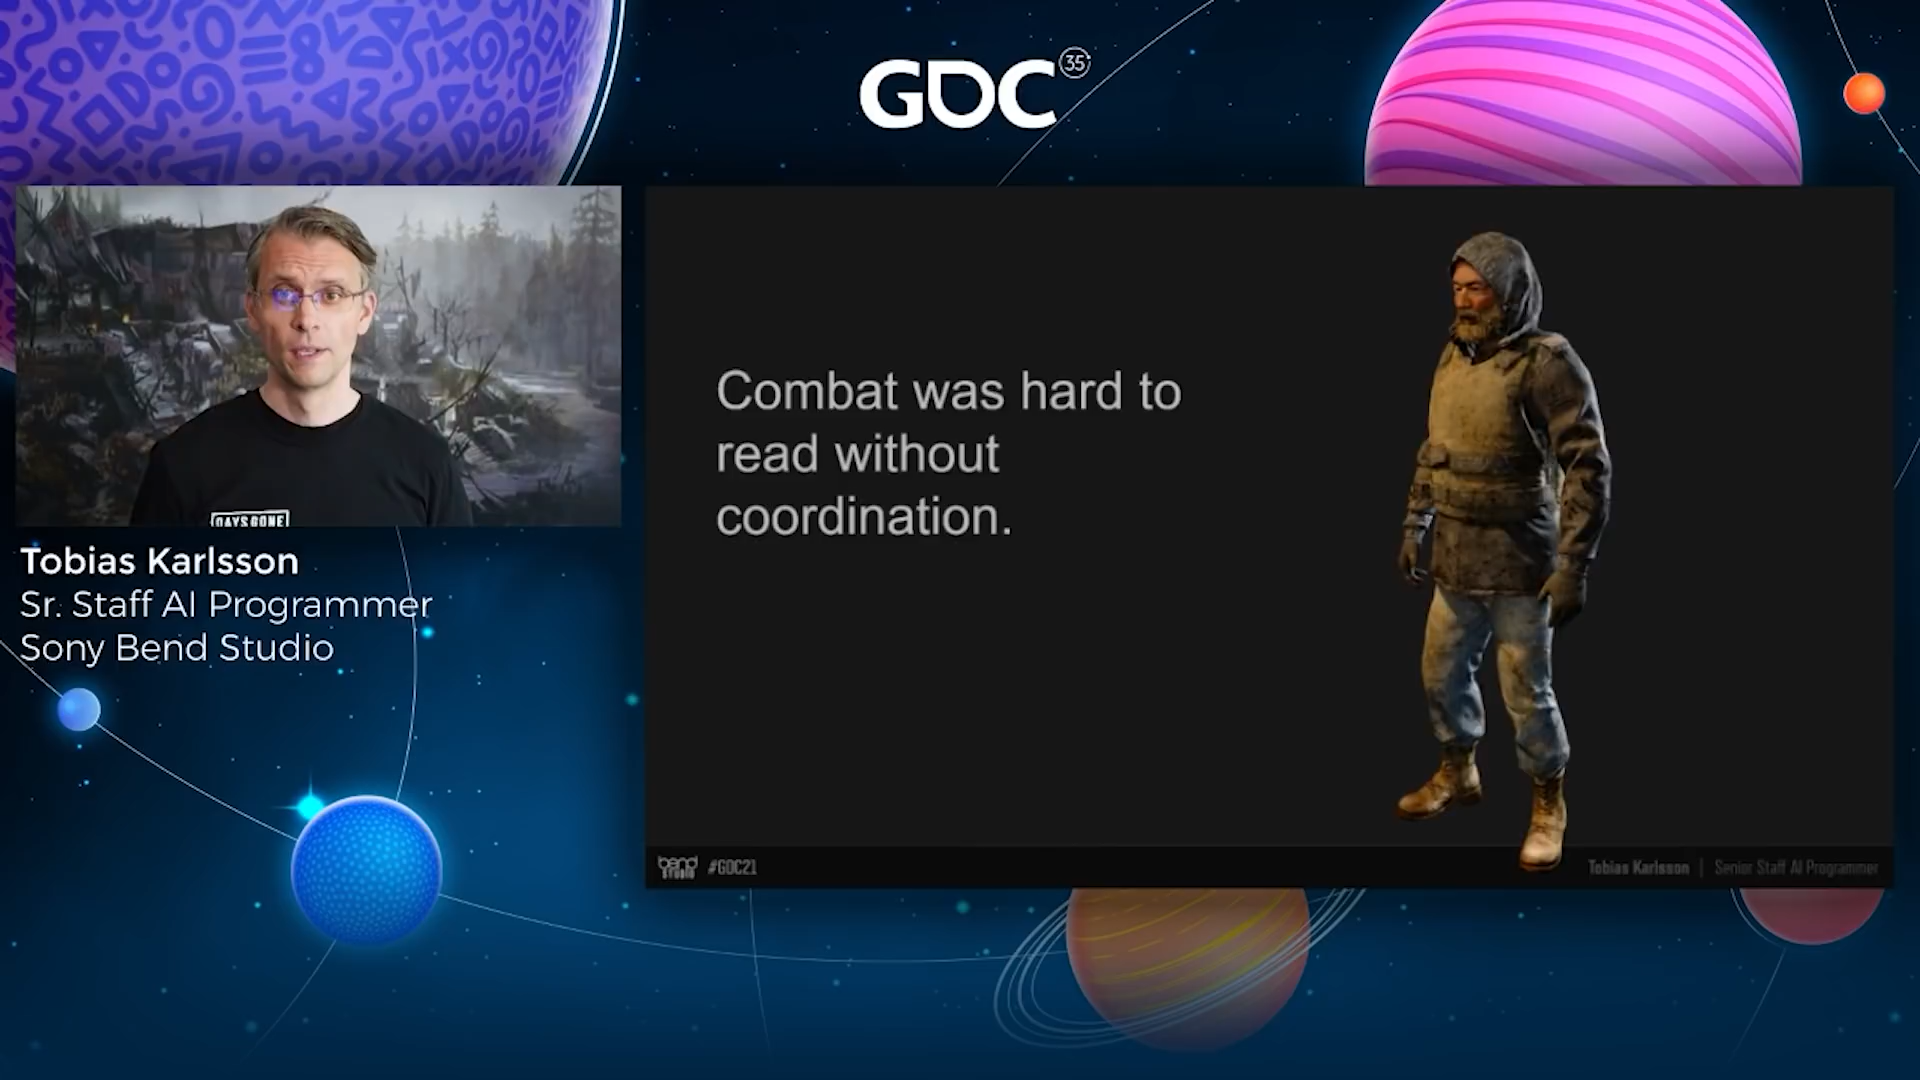 GDC 35
DAYS GONE
Tobias Karlsson
Sr. Staff AI Programmer
Sony Bend Studio
Combat was hard to
read without
coordination.
bend STUDIO #GDC21
Tobias Karlsson | Senior Staff AI Programmer